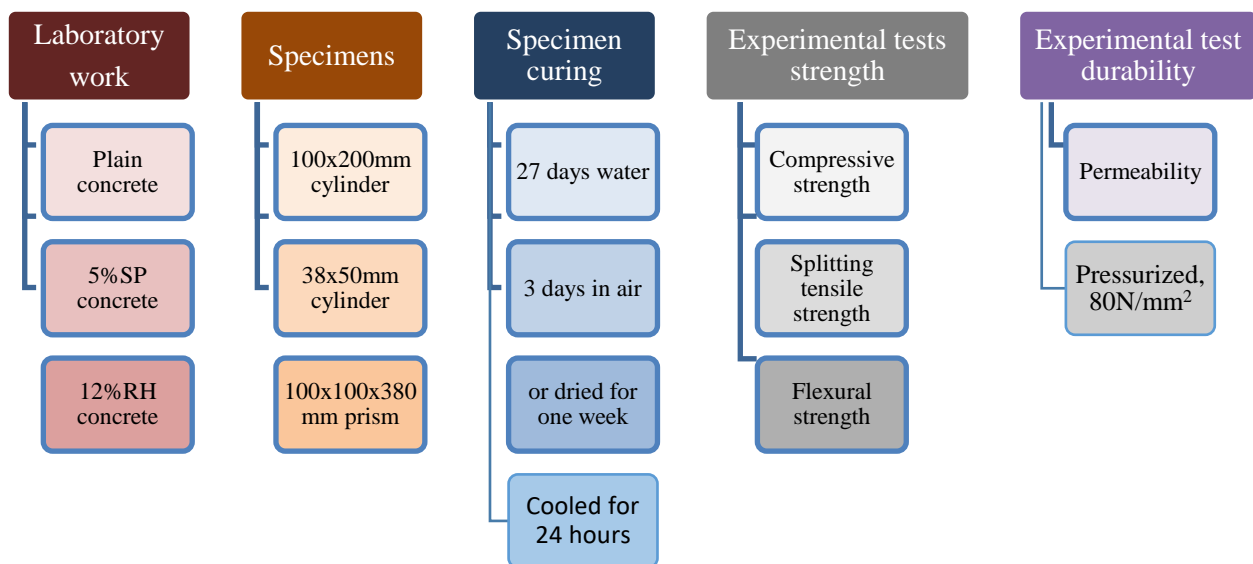 Laboratory
work
Plain
concrete
5%SP
concrete
12%RH
concrete
Specimens
100x200mm
cylinder
38x50mm
cylinder
100x100x380
mm prism
Specimen
curing
27 days water
3 days in air
or dried for
one week
Cooled for
24 hours
Experimental tests
strength
Compressive
strength
Splitting
tensile
strength
Flexural
strength
Experimental test
durability
Permeability
Pressurized,
80N/mm²